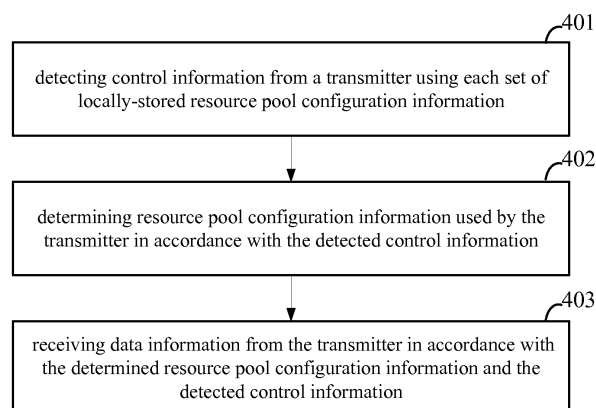 401
detecting control information from a transmitter using each set of
locally-stored resource pool configuration information
402
determining resource pool configuration information used by the
transmitter in accordance with the detected control information
403
receiving data information from the transmitter in accordance with
the determined resource pool configuration information and the
detected control information